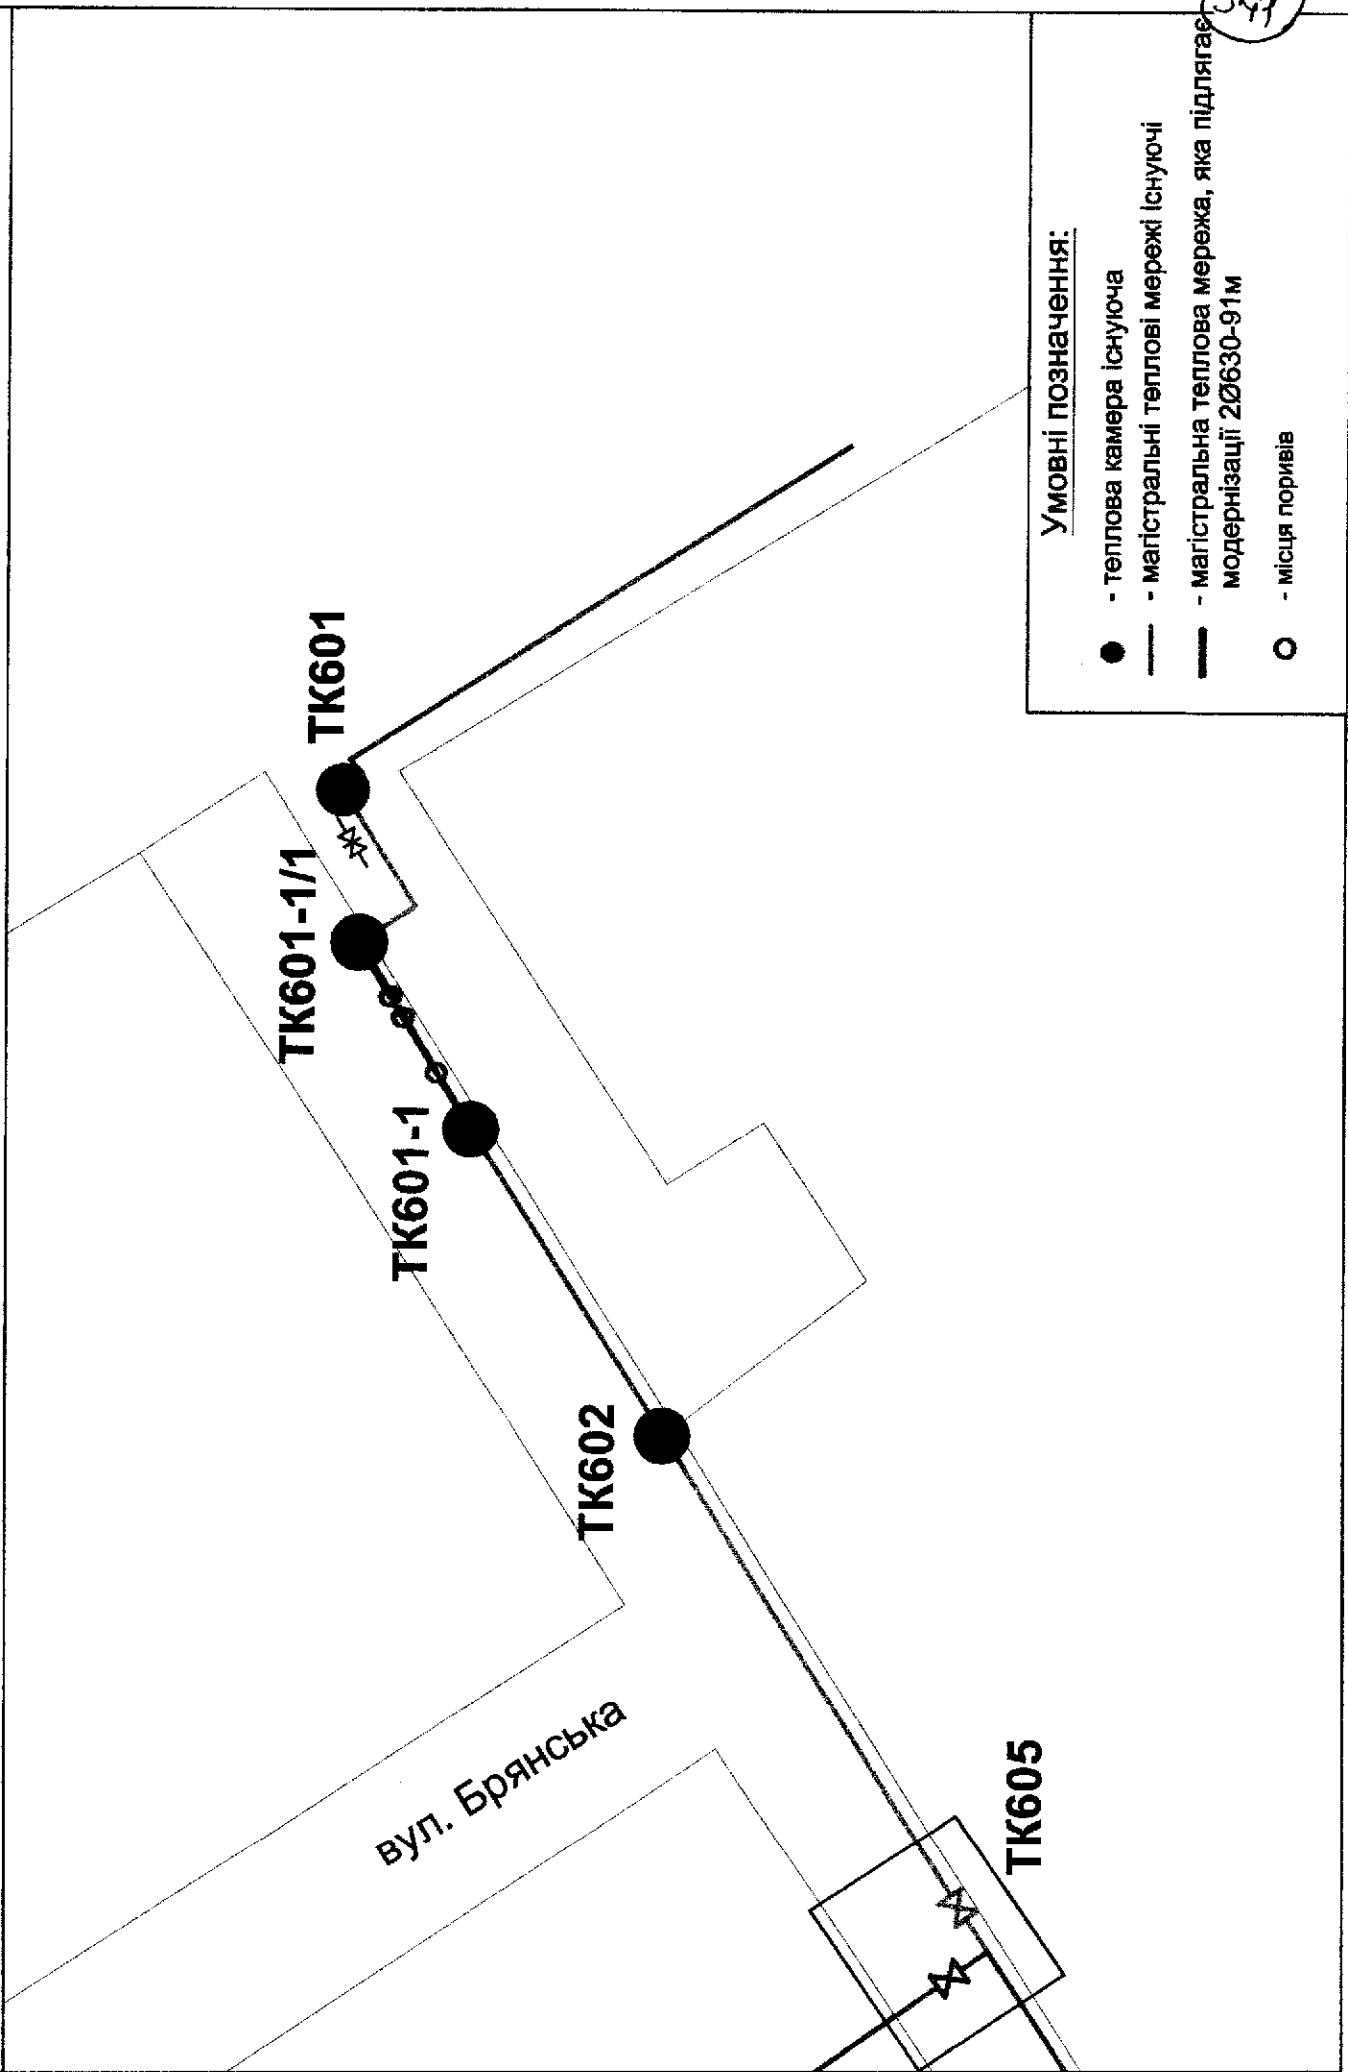 ТК601
ТК601-1/1
ТК601-1
ТК602
вул. Брянська
ТК605
Умовні позначення:
- теплова камера існуюча
- магістральні теплові мережі існуючі
- магістральна теплова мережа, яка підлягає
модернізації 2Ø630-91м
- місця поривів